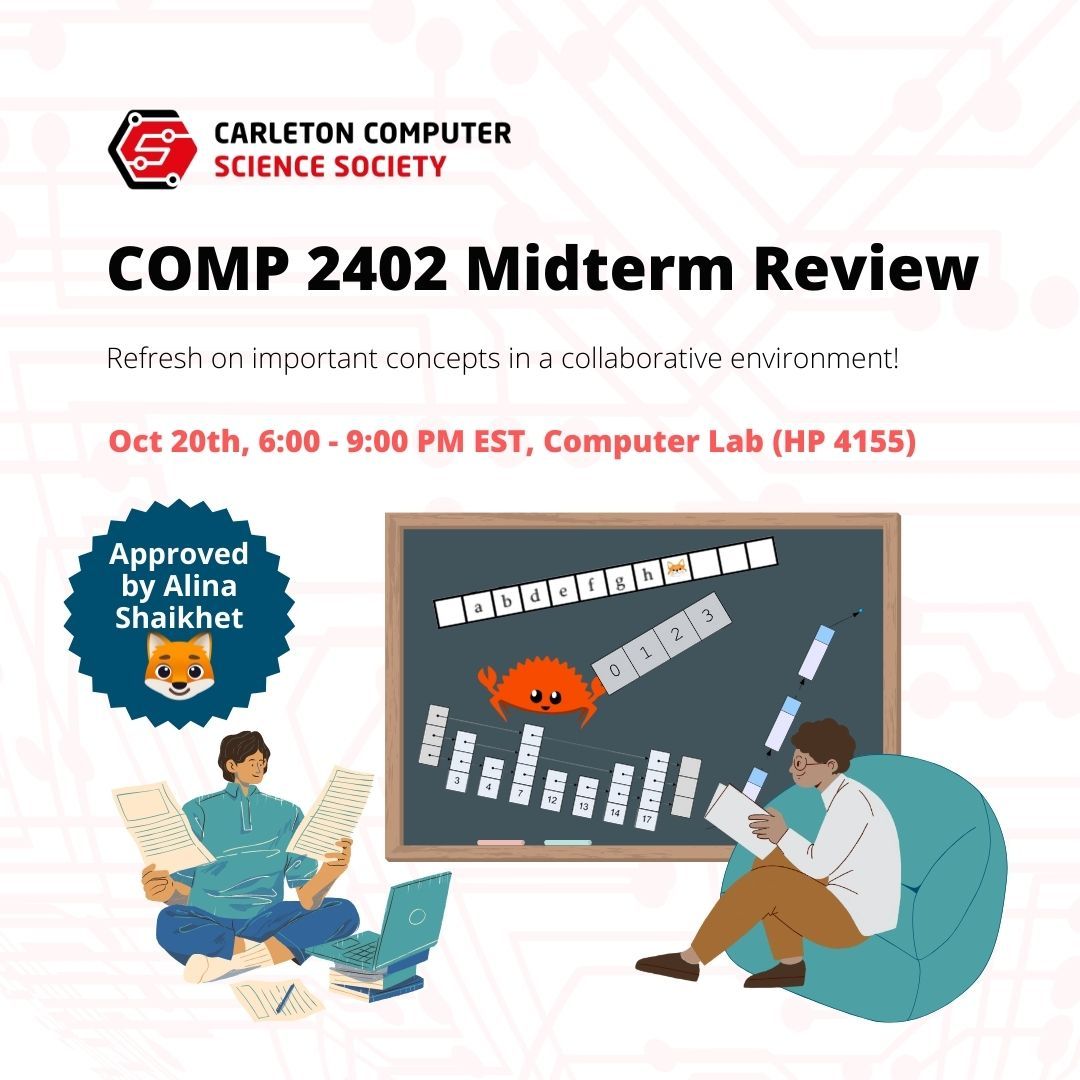 CARLETON COMPUTER
SCIENCE SOCIETY
COMP 2402 Midterm Review
Refresh on important concepts in a collaborative environment!
Oct 20th, 6:00 - 9:00 PM EST, Computer Lab (HP 4155)
Approved
by Alina
Shaikhet
a b d e f g h
0 1 2 3
3 4 7 12 13 14 17